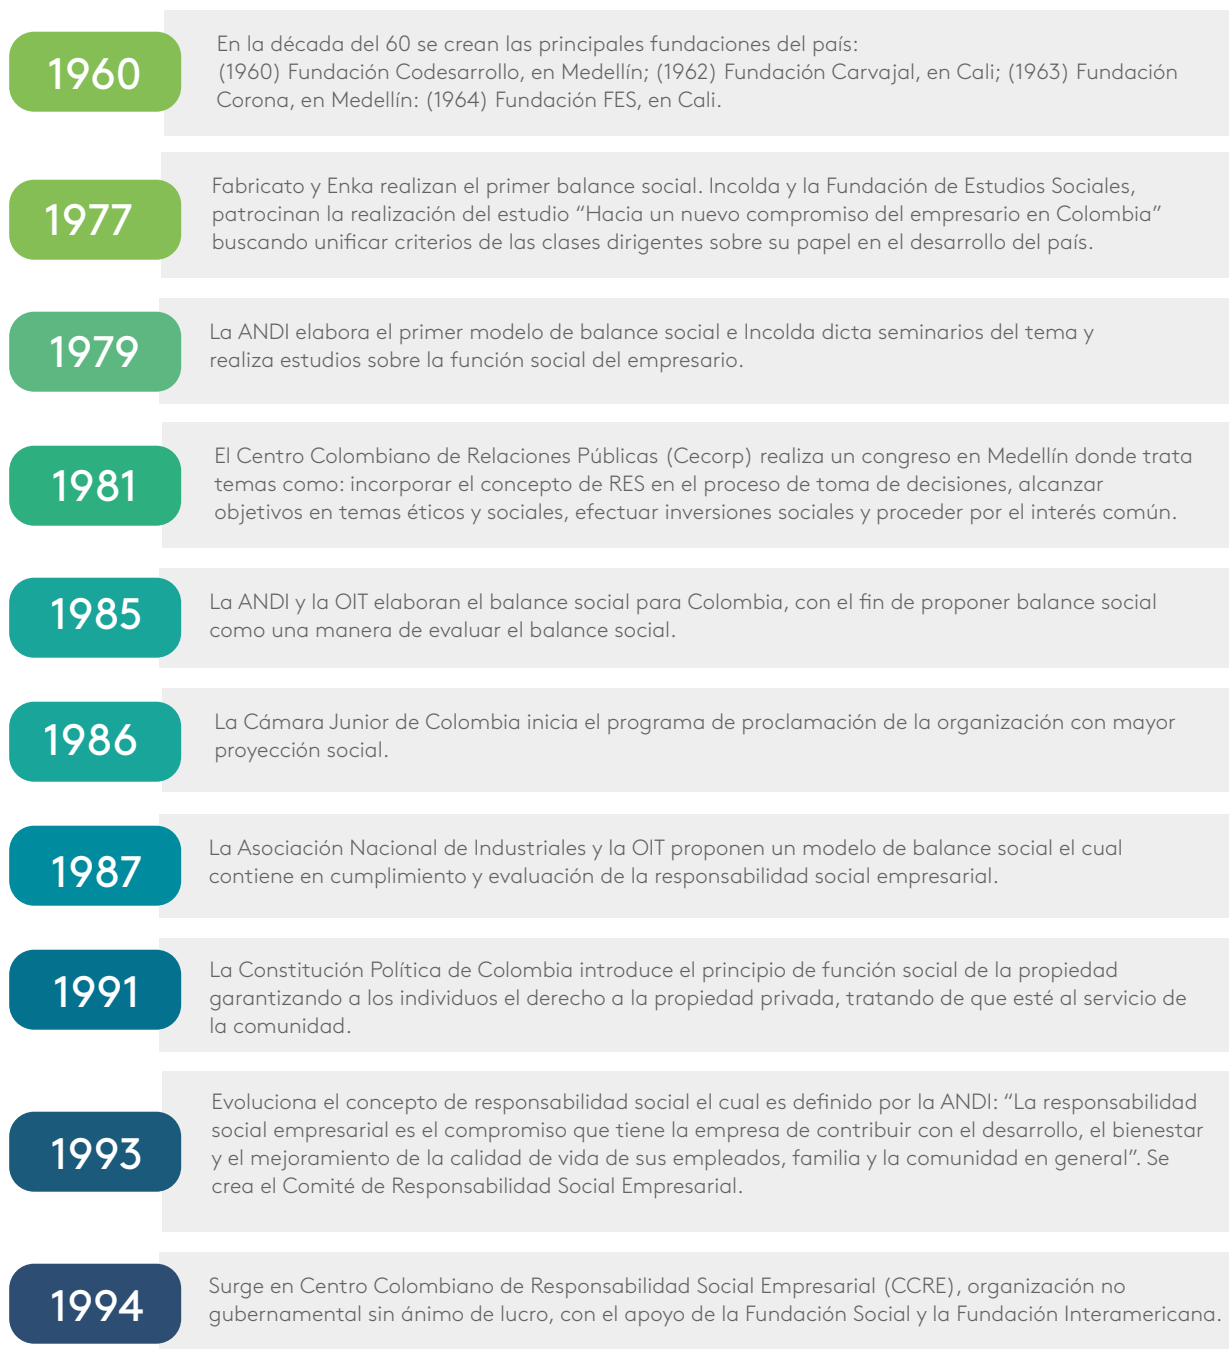 1960
En la década del 60 se crean las principales fundaciones del país:
(1960) Fundación Codesarrollo, en Medellín; (1962) Fundación Carvajal, en Cali; (1963) Fundación
Corona, en Medellín: (1964) Fundación FES, en Cali.
1977
Fabricato y Enka realizan el primer balance social. Incolda y la Fundación de Estudios Sociales,
patrocinan la realización del estudio “Hacia un nuevo compromiso del empresario en Colombia”
buscando unificar criterios de las clases dirigentes sobre su papel en el desarrollo del país.
1979
La ANDI elabora el primer modelo de balance social e Incolda dicta seminarios del tema y
realiza estudios sobre la función social del empresario.
1981
El Centro Colombiano de Relaciones Públicas (Cecorp) realiza un congreso en Medellín donde trata
temas como: incorporar el concepto de RES en el proceso de toma de decisiones, alcanzar
objetivos en temas éticos y sociales, efectuar inversiones sociales y proceder por el interés común.
1985
La ANDI y la OIT elaboran el balance social para Colombia, con el fin de proponer balance social
como una manera de evaluar el balance social.
1986
La Cámara Junior de Colombia inicia el programa de proclamación de la organización con mayor
proyección social.
1987
La Asociación Nacional de Industriales y la OIT proponen un modelo de balance social el cual
contiene en cumplimiento y evaluación de la responsabilidad social empresarial.
1991
La Constitución Política de Colombia introduce el principio de función social de la propiedad
garantizando a los individuos el derecho a la propiedad privada, tratando de que esté al servicio de
la comunidad.
1993
Evoluciona el concepto de responsabilidad social el cual es definido por la ANDI: “La responsabilidad
social empresarial es el compromiso que tiene la empresa de contribuir con el desarrollo, el bienestar
y el mejoramiento de la calidad de vida de sus empleados, familia y la comunidad en general”. Se
crea el Comité de Responsabilidad Social Empresarial.
1994
Surge en Centro Colombiano de Responsabilidad Social Empresarial (CCRE), organización no
gubernamental sin ánimo de lucro, con el apoyo de la Fundación Social y la Fundación Interamericana.